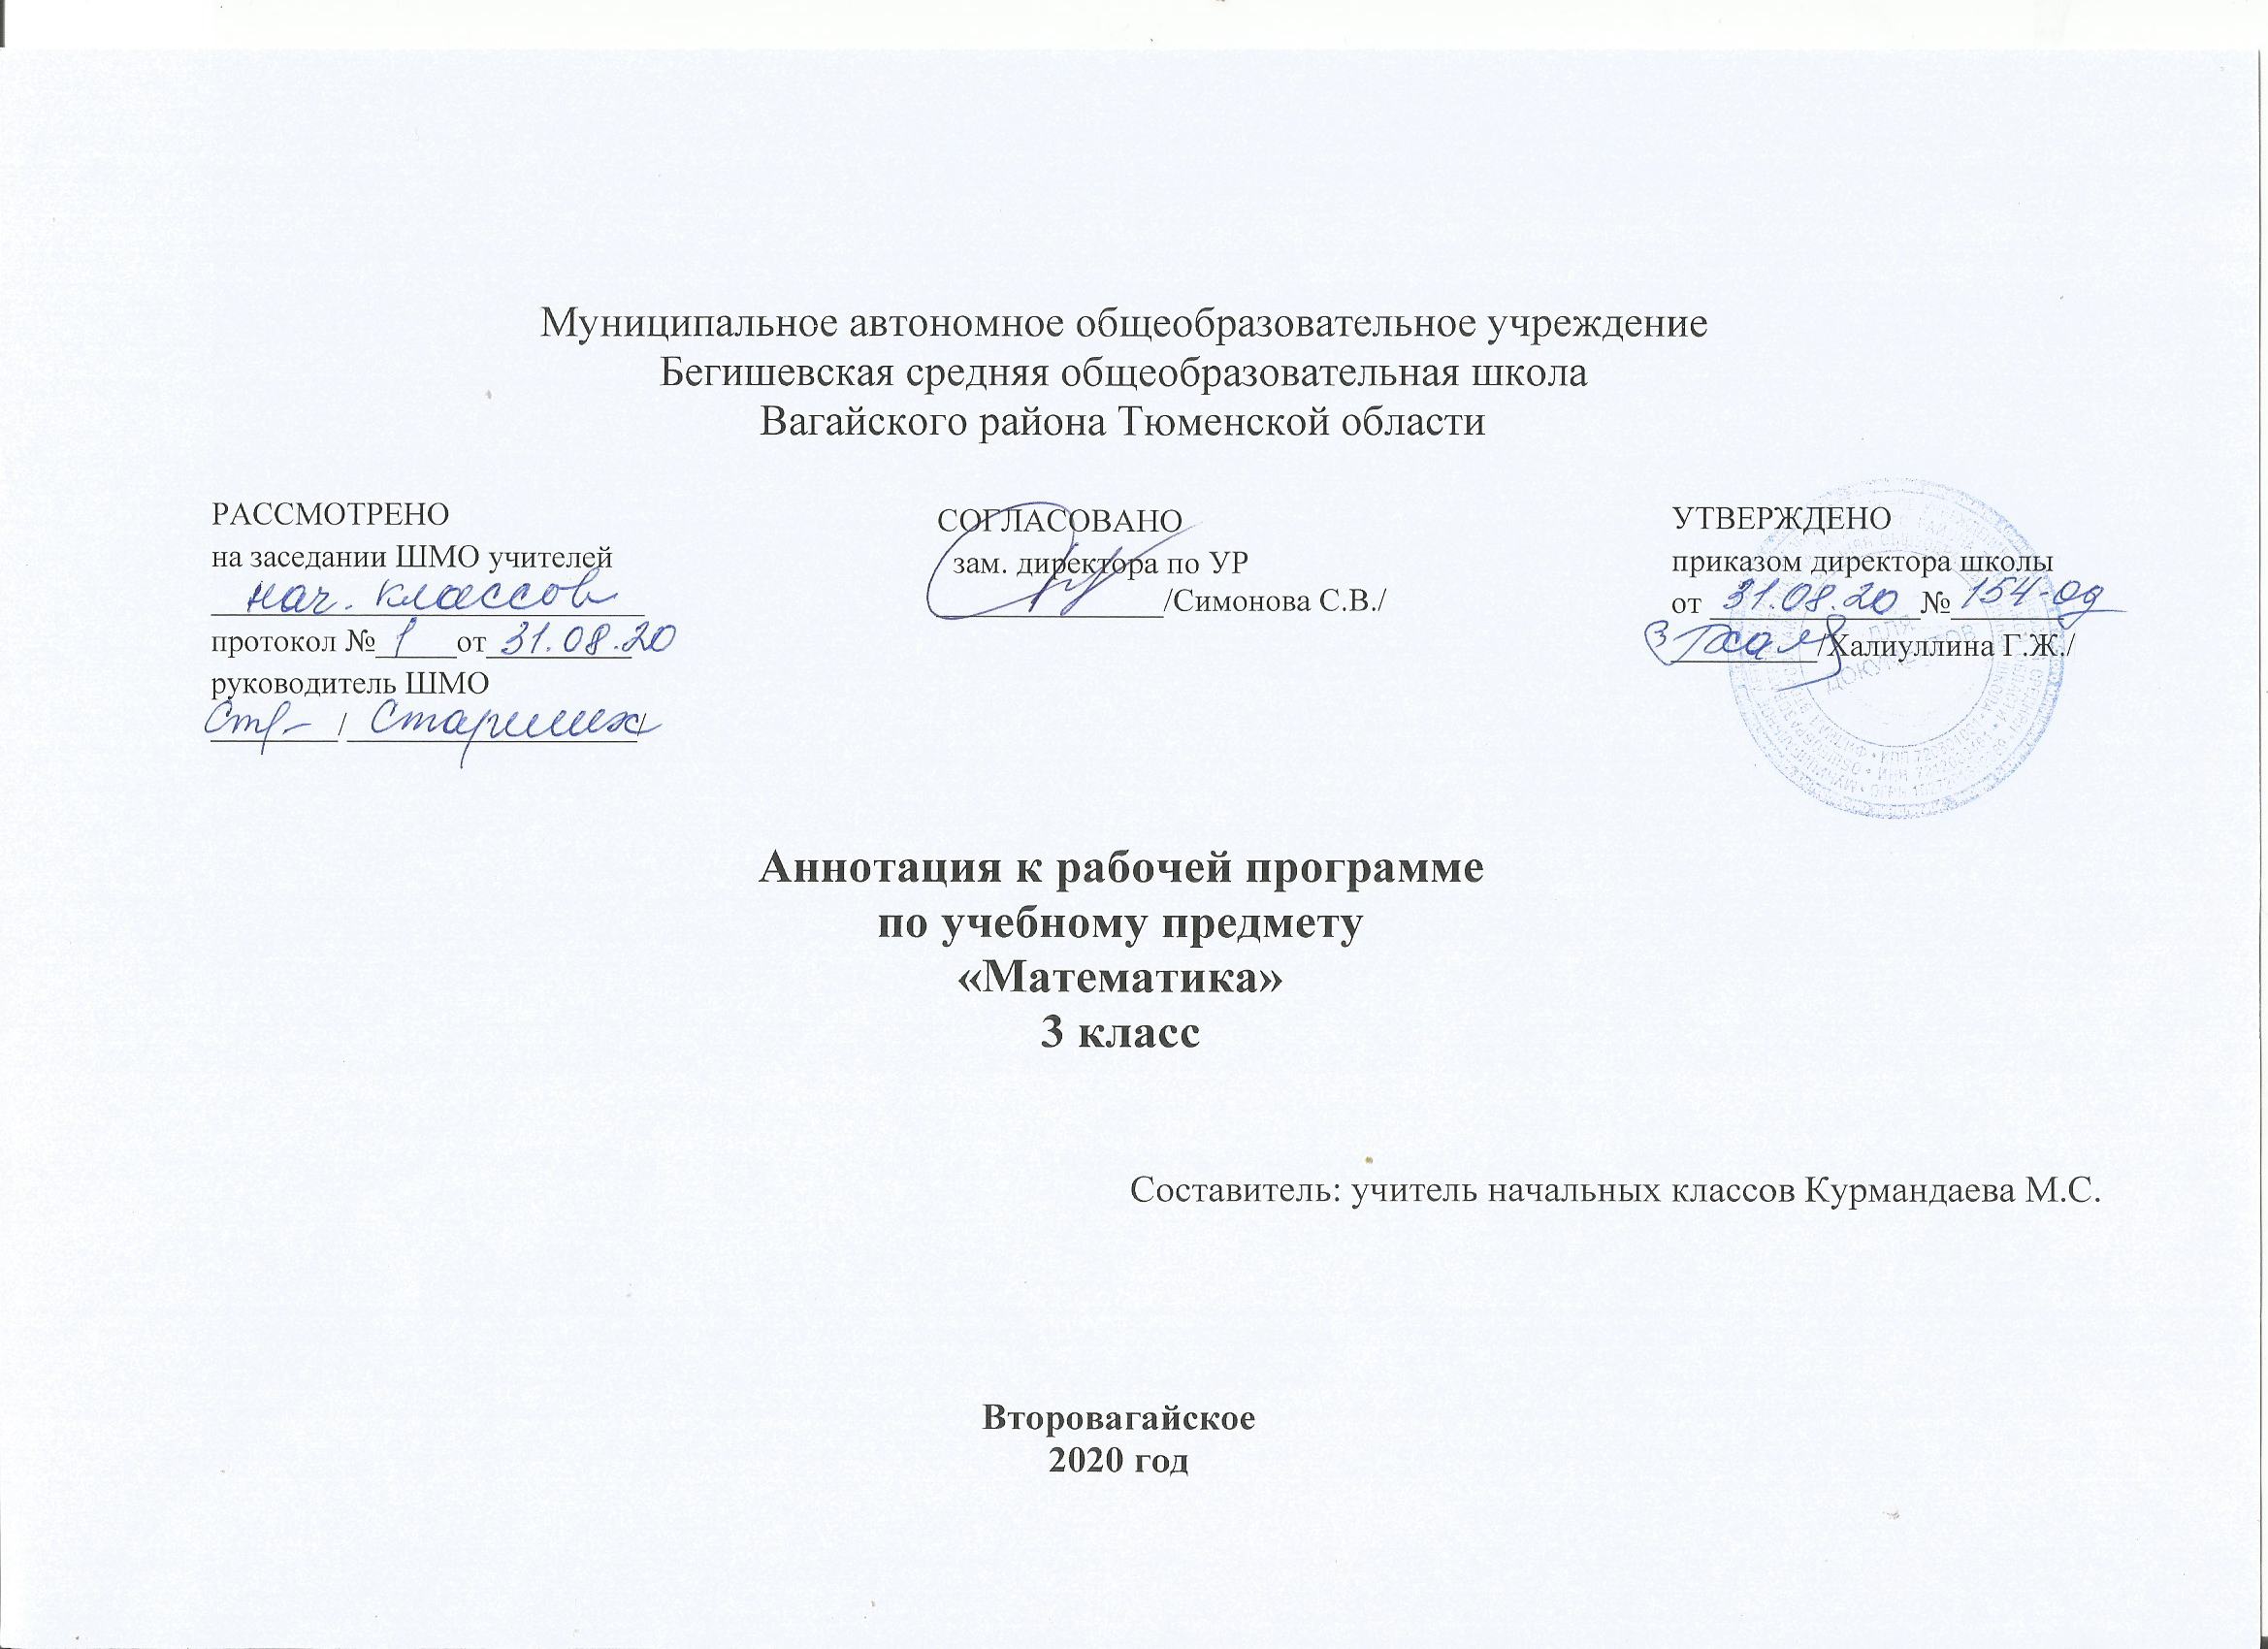 Муниципальное автономное общеобразовательное учреждение
Бегишевская средняя общеобразовательная школа
Вагайского района Тюменской области
РАССМОТРЕНО
на заседании ШМО учителей
нач. классов
протокол № 1 от 31.08.20
руководитель ШМО
/ /
СОГЛАСОВАНО
зам. директора по УР
/Симонова С.В./
УТВЕРЖДЕНО
приказом директора школы
от 31.08.20 № 154-од
/Халиуллина Г.Ж./
ДЛЯ
ДОКУМЕНТОВ
Аннотация к рабочей программе
по учебному предмету
«Математика»
3 класс
Составитель: учитель начальных классов Курмандаева М.С.
Второвагайское
2020 год